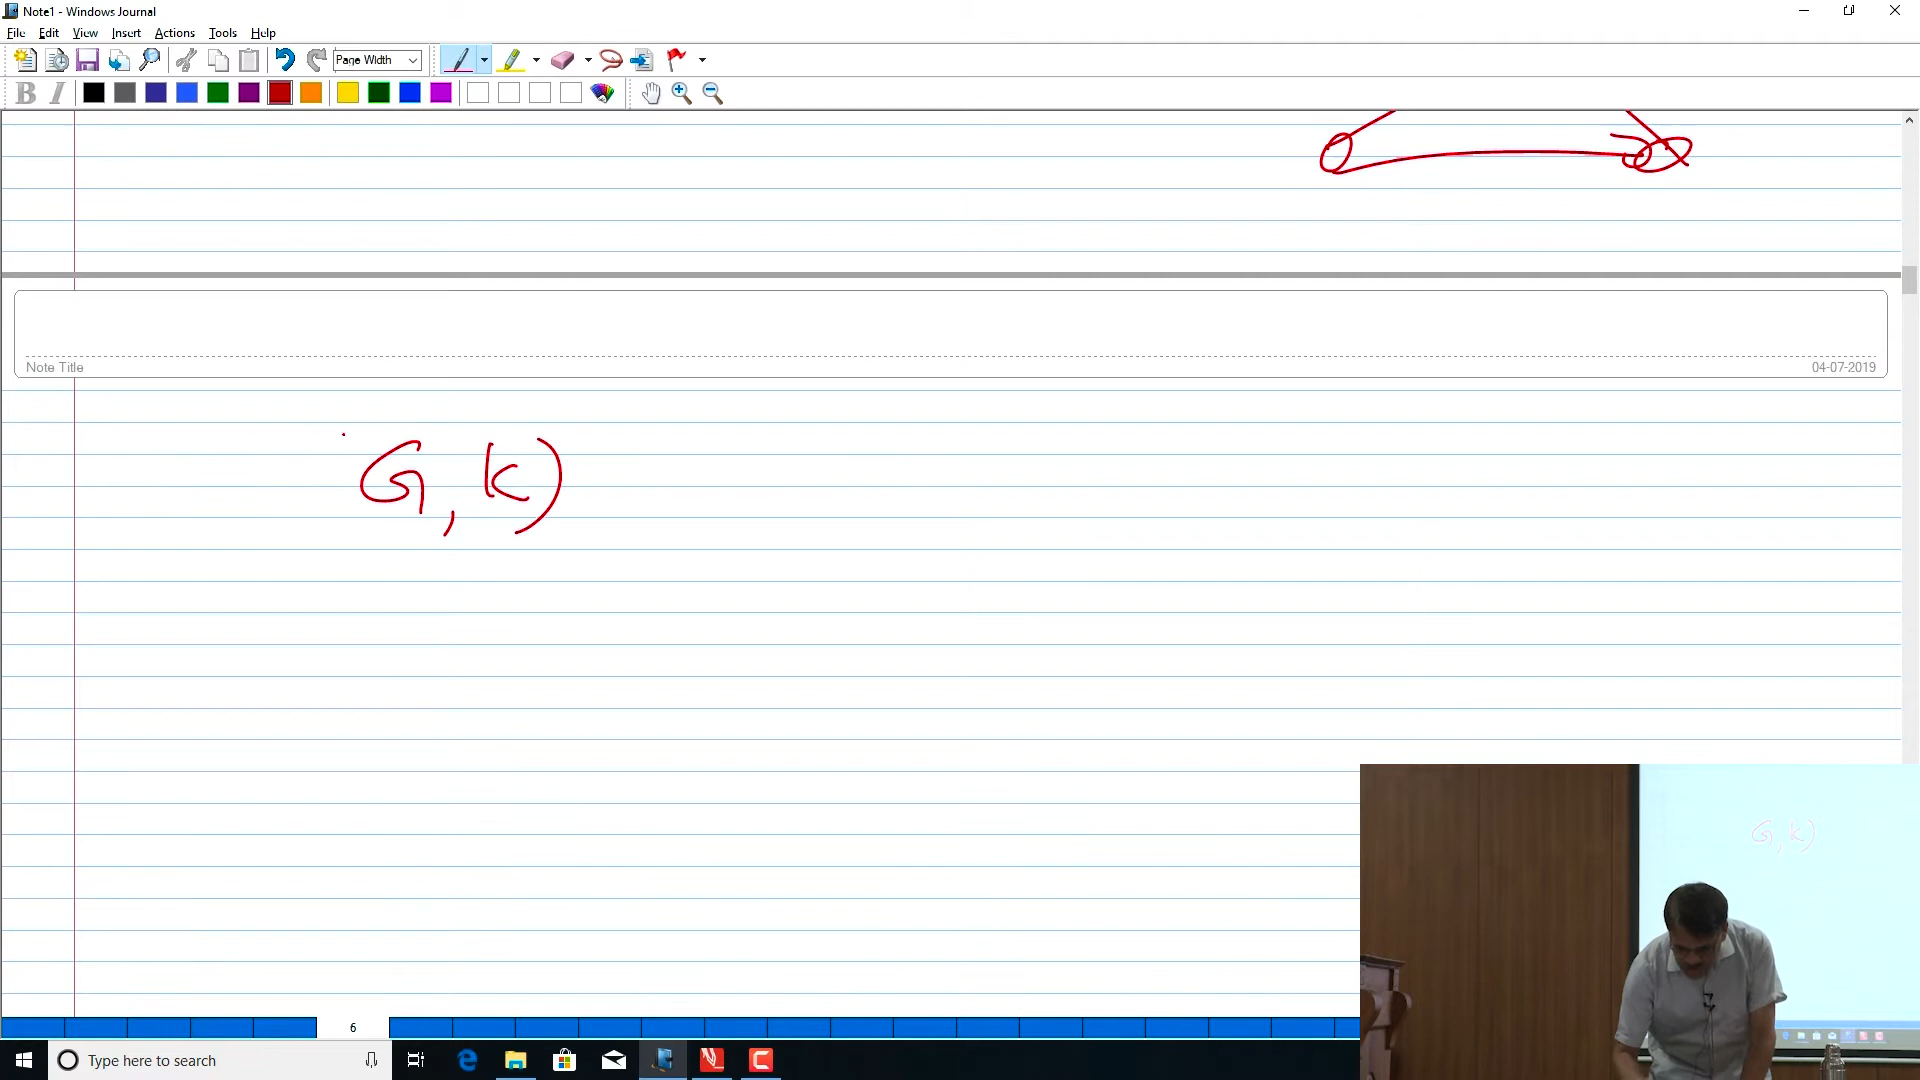 Note1 - Windows Journal
File Edit View Insert Actions Tools Help
Page Width
B I
Note Title
04-07-2019
G, k)
6
G, k)
Type here to search